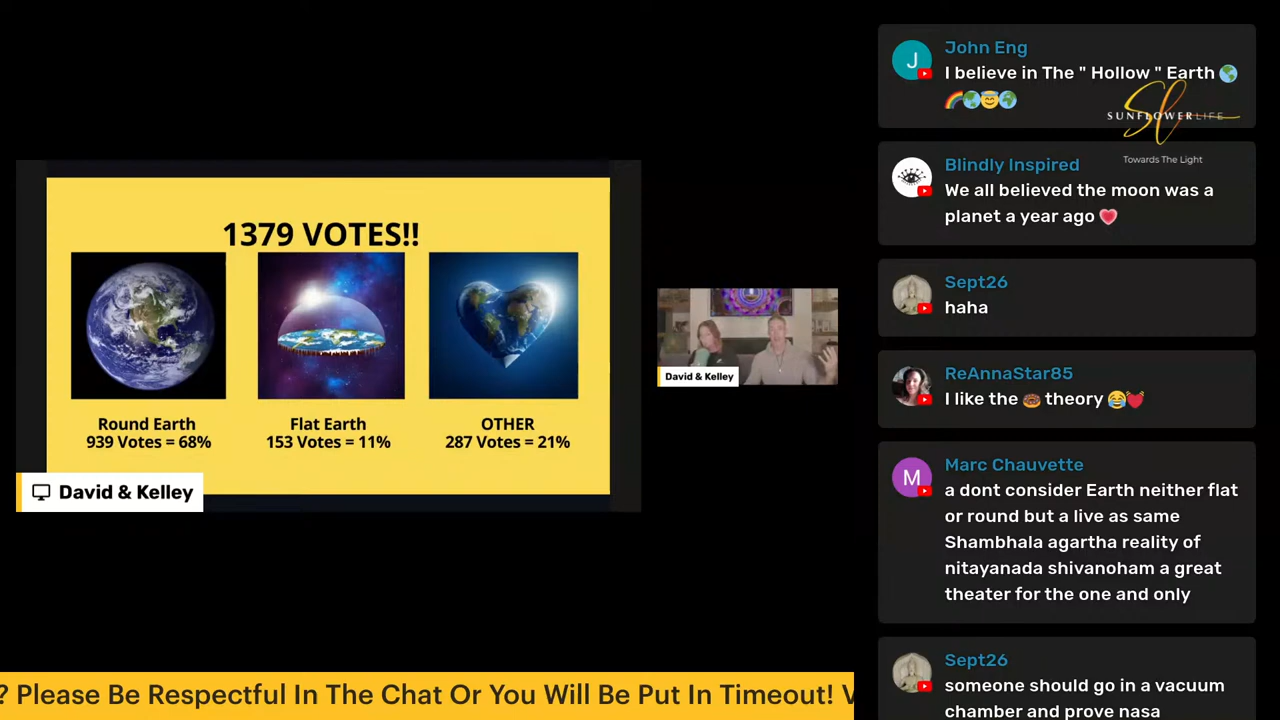 1379 VOTES!!
Round Earth
939 Votes = 68%
Flat Earth
153 Votes = 11%
OTHER
287 Votes = 21%
David & Kelley
David & Kelley
? Please Be Respectful In The Chat Or You Will Be Put In Timeout! V
J
John Eng
I believe in The " Hollow " Earth 🌎
🌈🌎😇🌍
SUNFLOWERLIFE
Towards The Light
Blindly Inspired
We all believed the moon was a
planet a year ago 💗
Sept26
haha
ReAnnaStar85
I like the 🍩 theory 😂💓
M
Marc Chauvette
a dont consider Earth neither flat
or round but a live as same
Shambhala agartha reality of
nitayanada shivanoham a great
theater for the one and only
Sept26
someone should go in a vacuum
chamber and prove nasa